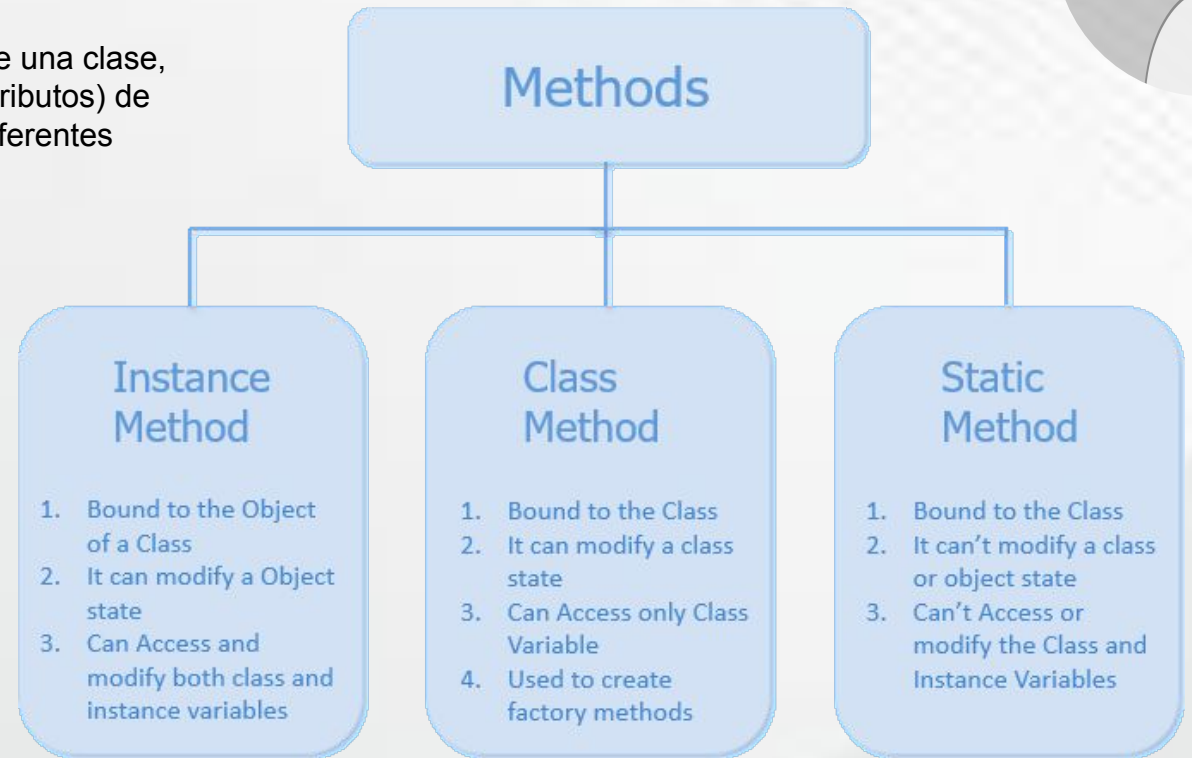 e una clase,
ributos) de
iferentes
Methods
Instance
Method
1. Bound to the Object
of a Class
2. It can modify a Object
state
3. Can Access and
modify both class and
instance variables
Class
Method
1. Bound to the Class
2. It can modify a class
state
3. Can Access only Class
Variable
4. Used to create
factory methods
Static
Method
1. Bound to the Class
2. It can’t modify a class
or object state
3. Can’t Access or
modify the Class and
Instance Variables